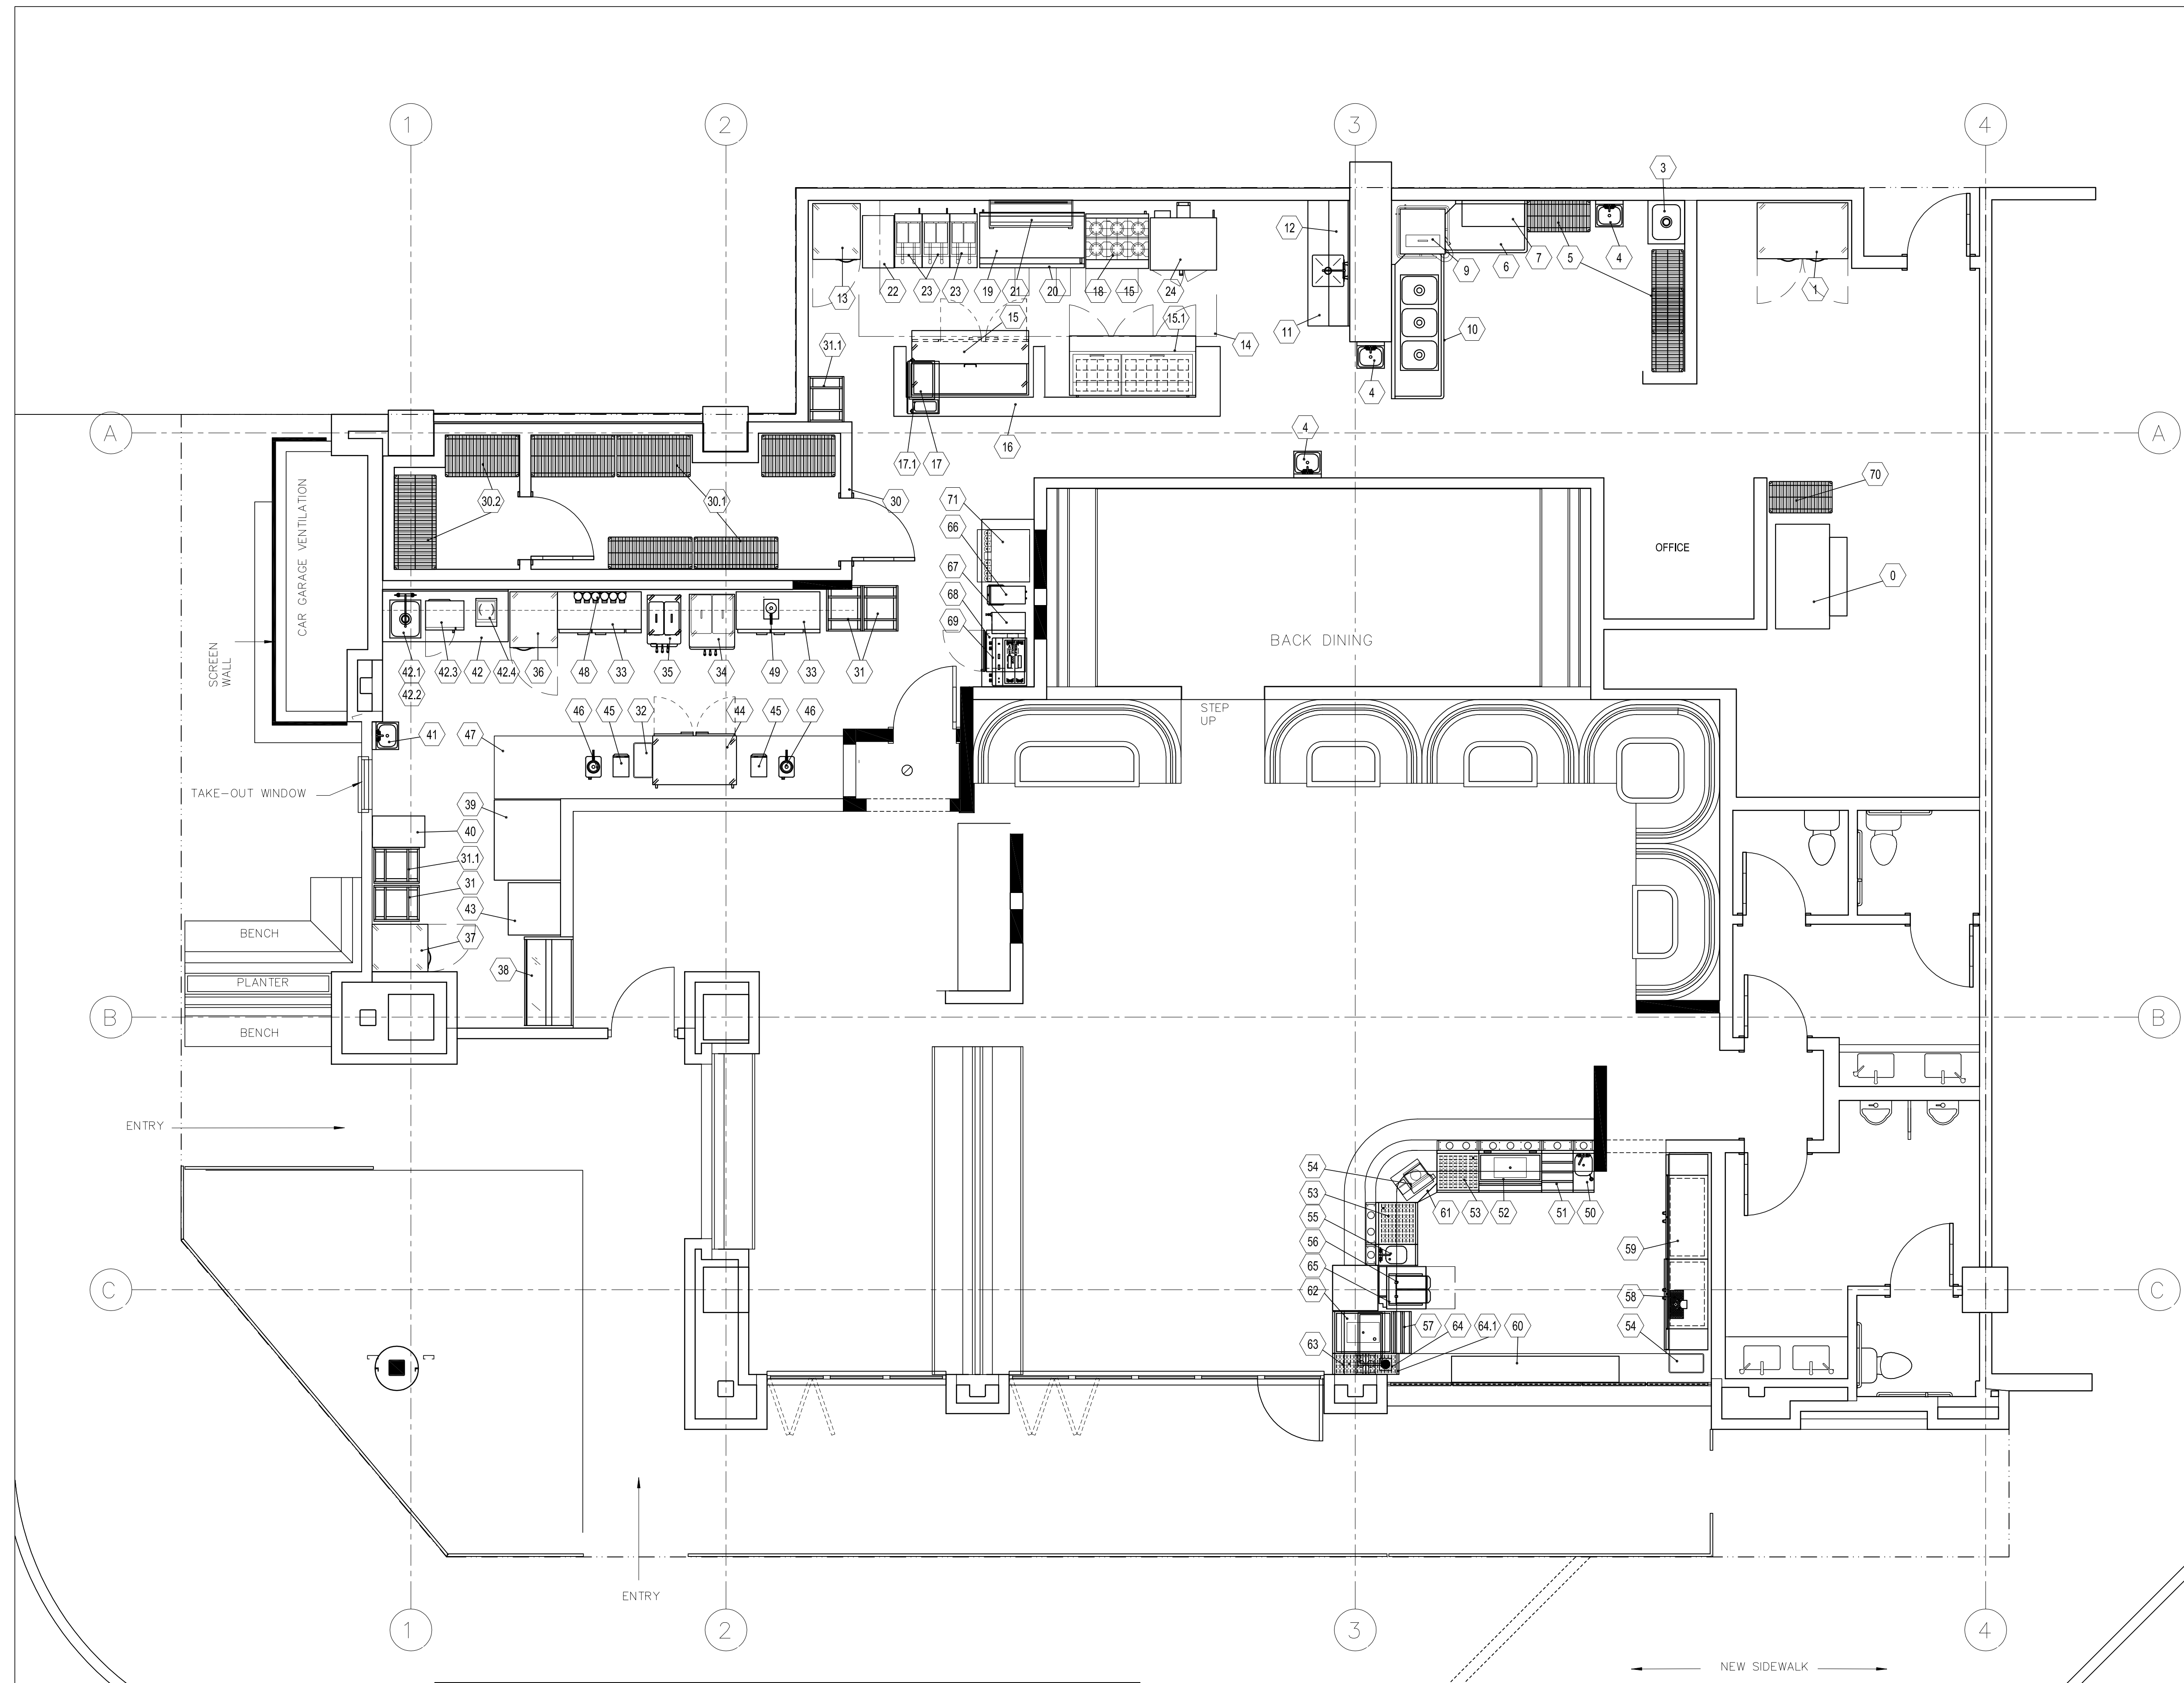 1 2 3 4
3
12 7 5 4
9 6
13 22 23 23 19 21 20 18 15 24 1
15 15.1
11 10
31.1 14
4
A A
4
16
17.1 17
CAR GARAGE VENTILATION
30.2 30.1 30 71 70
66
OFFICE
67 0
68
69
BACK DINING
SCREEN
WALL
42.1 42.3 42 42.4 36 48 33 35 34 49 33 31
42.2
STEP
UP
46 45 32 44 45 46
41 47
TAKE-OUT WINDOW
39
40
31.1
31
43
BENCH
37
38
PLANTER
B B
BENCH
ENTRY
54
53 61 53 52 51 50
55
56 59
65
C C
62 58
57 64 64.1 60 54
63
ENTRY
1 2 3 4
NEW SIDEWALK